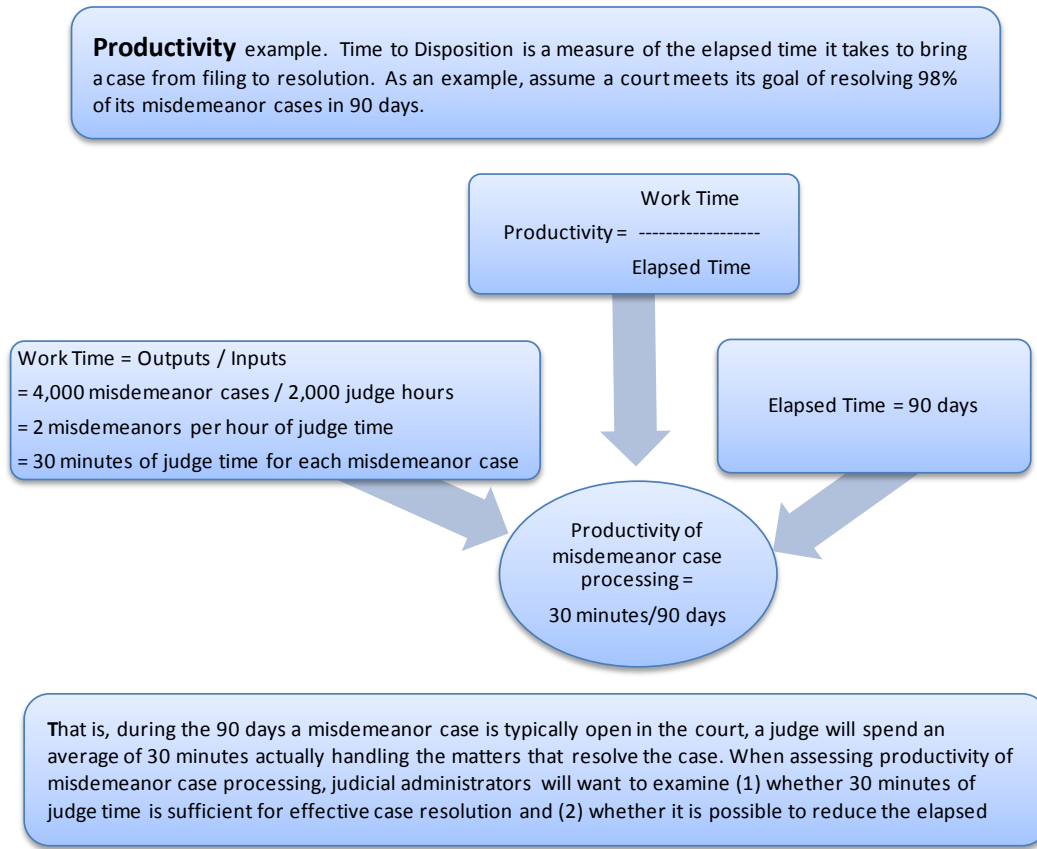 Productivity example. Time to Disposition is a measure of the elapsed time it takes to bring
a case from filing to resolution. As an example, assume a court meets its goal of resolving 98%
of its misdemeanor cases in 90 days.
Work Time
Productivity = ------------------
Elapsed Time
Work Time = Outputs / Inputs
= 4,000 misdemeanor cases / 2,000 judge hours
= 2 misdemeanors per hour of judge time
= 30 minutes of judge time for each misdemeanor case
Elapsed Time = 90 days
Productivity of
misdemeanor case
processing =
30 minutes/90 days
That is, during the 90 days a misdemeanor case is typically open in the court, a judge will spend an
average of 30 minutes actually handling the matters that resolve the case. When assessing productivity of
misdemeanor case processing, judicial administrators will want to examine (1) whether 30 minutes of
judge time is sufficient for effective case resolution and (2) whether it is possible to reduce the elapsed